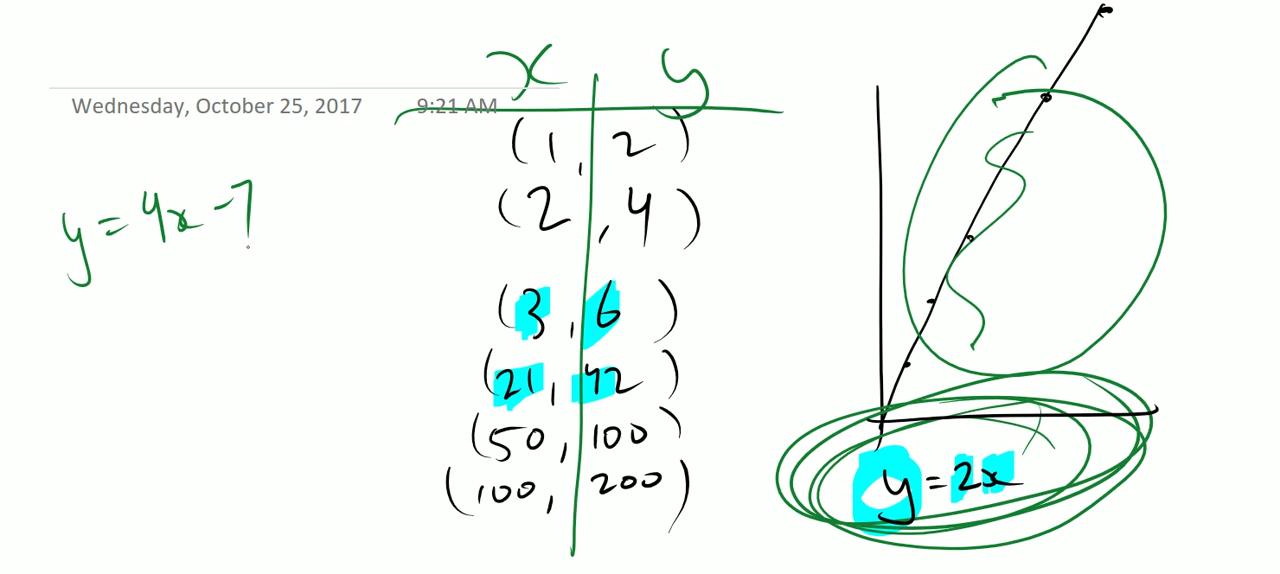 x y
Wednesday, October 25, 2017 9:21 AM
(1, 2)
(2, 4)
y = 4x - 7
(3, 6)
(21, 42)
(50, 100)
(100, 200)
y = 2x